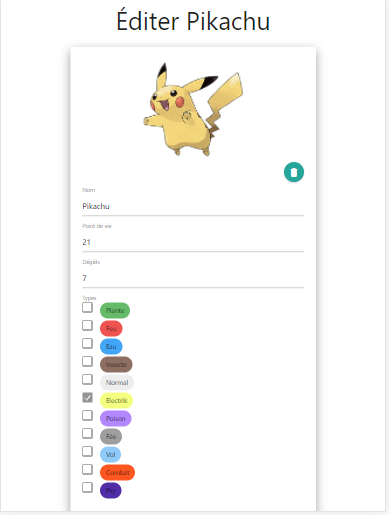 Éditer Pikachu
Nom
Pikachu
Point de vie
21
Dégâts
7
Types
Plante
Feu
Eau
Insecte
Normal
Electrik
Poison
Fée
Vol
Combat
Psy